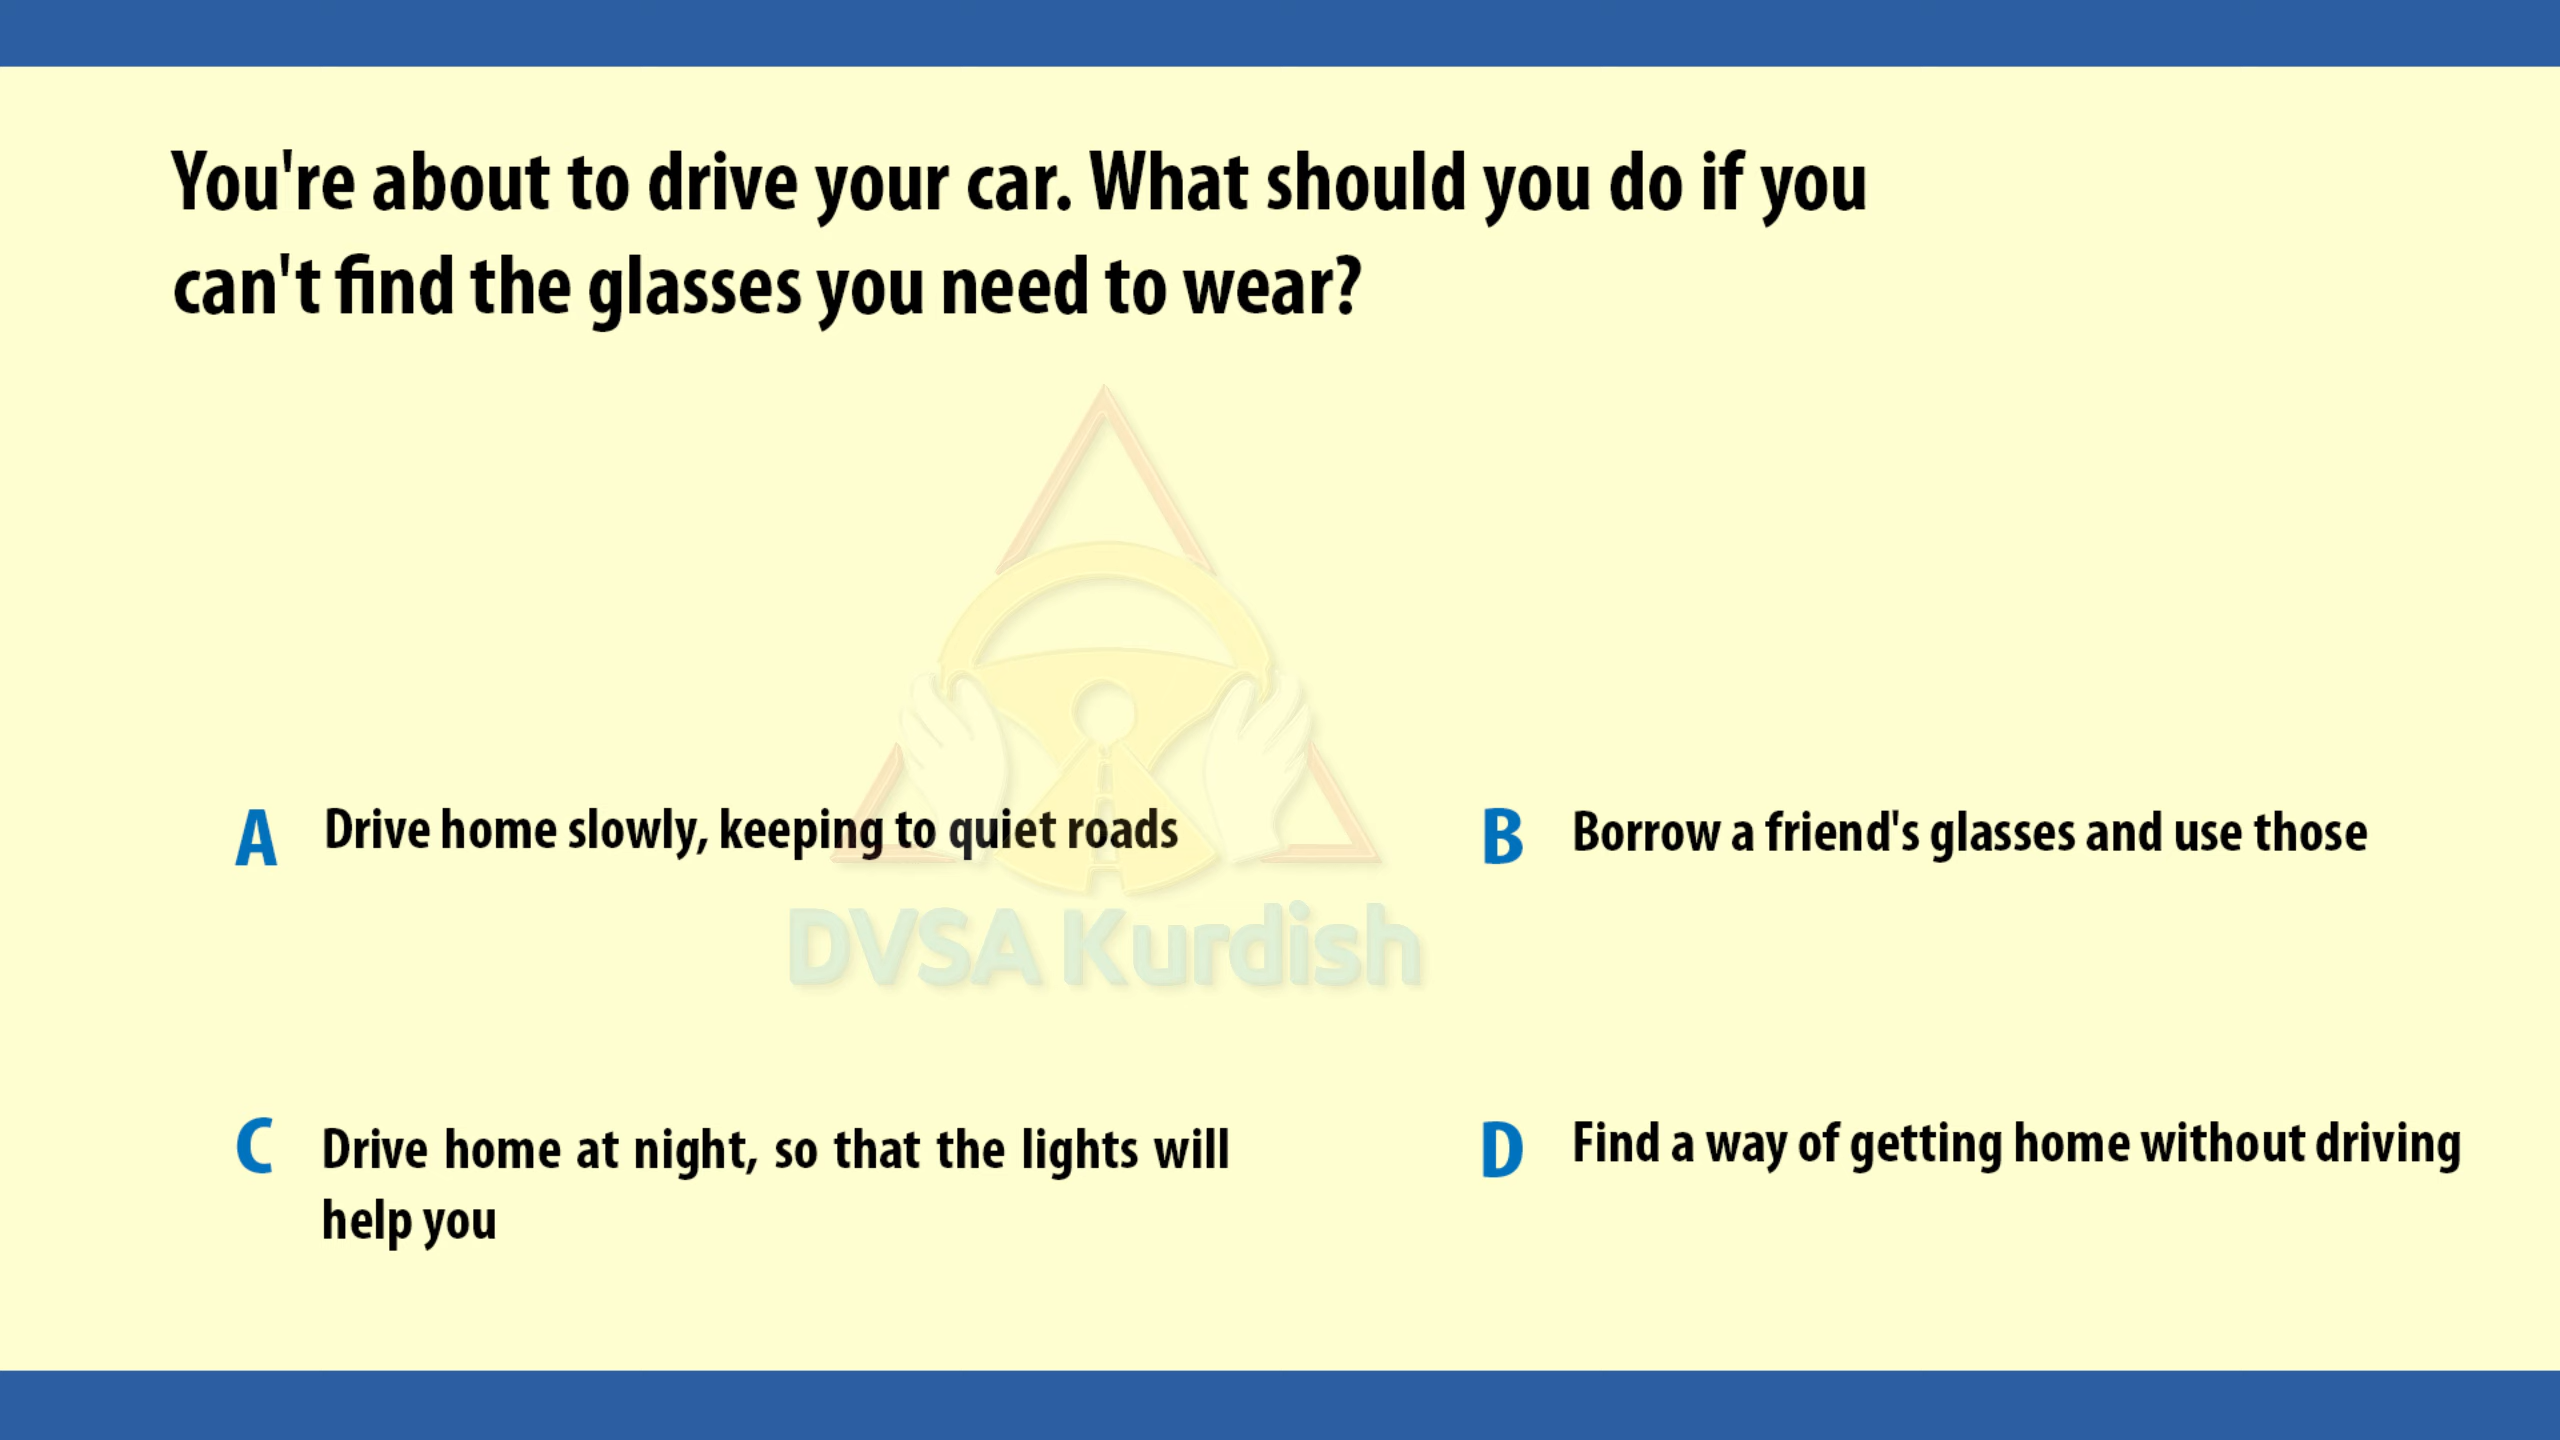 You're about to drive your car. What should you do if you
can't find the glasses you need to wear?
A Drive home slowly, keeping to quiet roads
B Borrow a friend's glasses and use those
DVSA Kurdish
C Drive home at night, so that the lights will
help you
D Find a way of getting home without driving